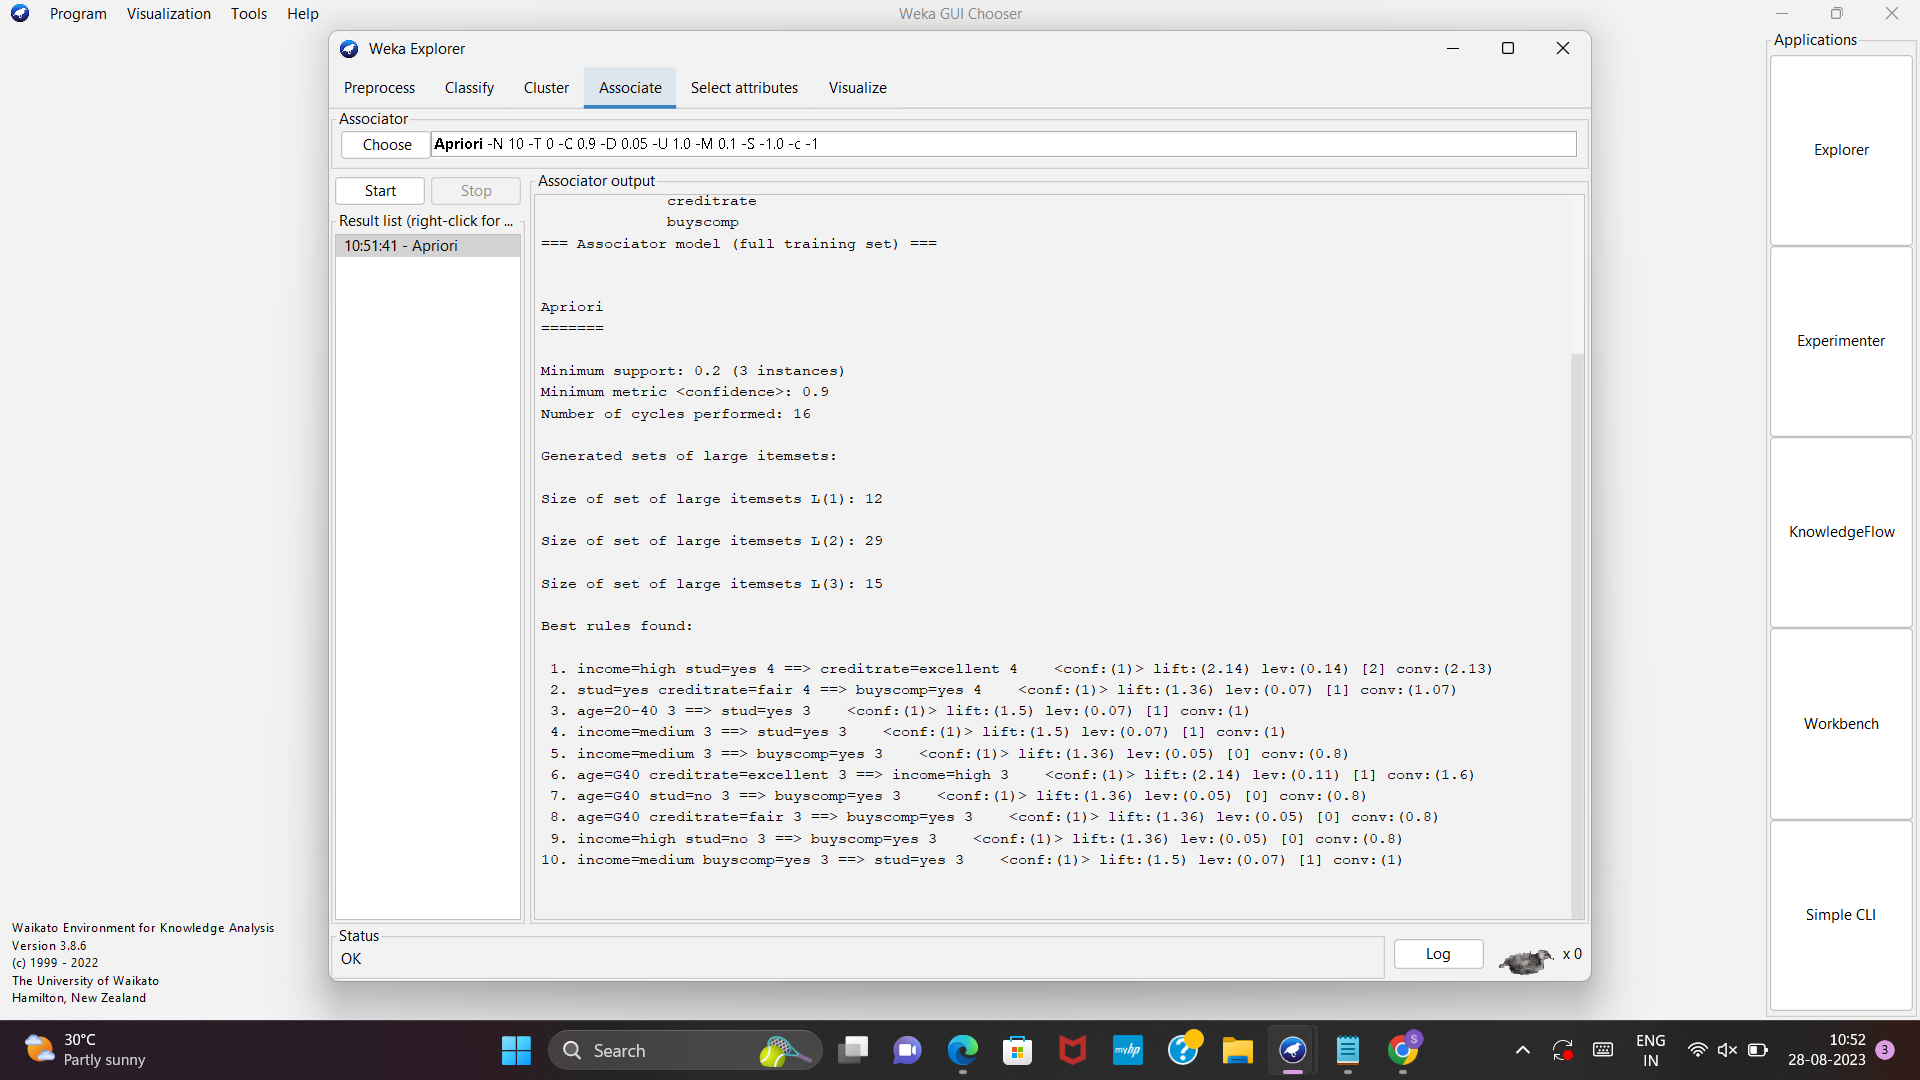 Program Visualization Tools Help
Weka GUI Chooser
Applications
Weka Explorer
Preprocess Classify Cluster Associate Select attributes Visualize
Associator
Choose Apriori -N 10 -T 0 -C 0.9 -D 0.05 -U 1.0 -M 0.1 -S -1.0 -c -1
Start Stop
Result list (right-click for ...
10:51:41 - Apriori
Associator output
creditrate
buyscomp
=== Associator model (full training set) ===
Apriori
=======
Minimum support: 0.2 (3 instances)
Minimum metric <confidence>: 0.9
Number of cycles performed: 16
Generated sets of large itemsets:
Size of set of large itemsets L(1): 12
Size of set of large itemsets L(2): 29
Size of set of large itemsets L(3): 15
Best rules found:
1. income=high stud=yes 4 ==> creditrate=excellent 4 <conf:(1)> lift:(2.14) lev:(0.14) [2] conv:(2.13)
2. stud=yes creditrate=fair 4 ==> buyscomp=yes 4 <conf:(1)> lift:(1.36) lev:(0.07) [1] conv:(1.07)
3. age=20-40 3 ==> stud=yes 3 <conf:(1)> lift:(1.5) lev:(0.07) [1] conv:(1)
4. income=medium 3 ==> stud=yes 3 <conf:(1)> lift:(1.5) lev:(0.07) [1] conv:(1)
5. income=medium 3 ==> buyscomp=yes 3 <conf:(1)> lift:(1.36) lev:(0.05) [0] conv:(0.8)
6. age=G40 creditrate=excellent 3 ==> income=high 3 <conf:(1)> lift:(2.14) lev:(0.11) [1] conv:(1.6)
7. age=G40 stud=no 3 ==> buyscomp=yes 3 <conf:(1)> lift:(1.36) lev:(0.05) [0] conv:(0.8)
8. age=G40 creditrate=fair 3 ==> buyscomp=yes 3 <conf:(1)> lift:(1.36) lev:(0.05) [0] conv:(0.8)
9. income=high stud=no 3 ==> buyscomp=yes 3 <conf:(1)> lift:(1.36) lev:(0.05) [0] conv:(0.8)
10. income=medium buyscomp=yes 3 ==> stud=yes 3 <conf:(1)> lift:(1.5) lev:(0.07) [1] conv:(1)
Status
OK
Log
x 0
Explorer
Experimenter
KnowledgeFlow
Workbench
Simple CLI
Waikato Environment for Knowledge Analysis
Version 3.8.6
(c) 1999 - 2022
The University of Waikato
Hamilton, New Zealand
30°C
Partly sunny
Search
myhp
?
S
ENG
IN
10:52
28-08-2023
3